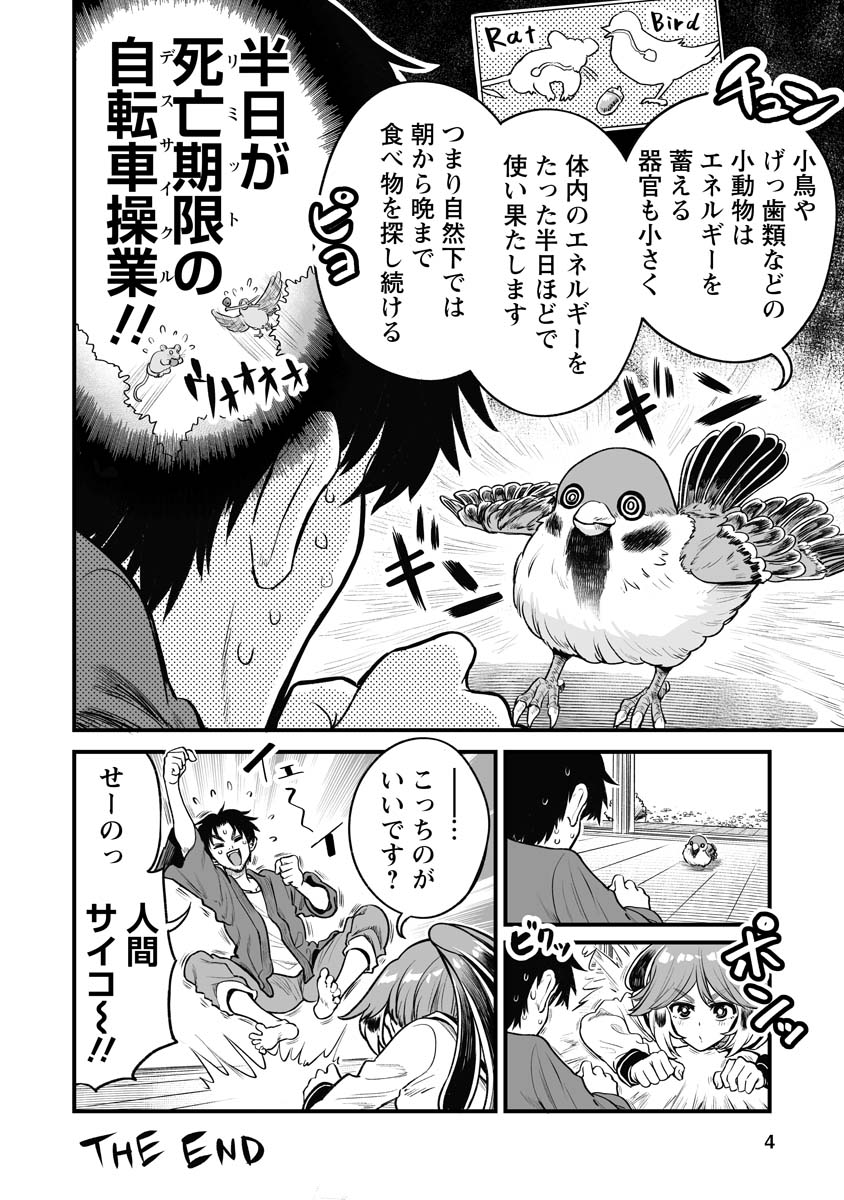 Rat
Bird
チュン
小鳥や
げっ歯類などの
小動物は
エネルギーを
蓄える
器官も小さく
体内のエネルギーを
たった半日ほどで
使い果たします
つまり自然下では
朝から晩まで
食べ物を探し続ける
ピヨ
半日が
死亡期限の
リミット
自転車操業!!
デスサイクル
ウオオオオ
ギンギン
ビクッ
ポンッ
――…
こっちのが
いいです?
イェ〜
せーのっ
人間
サイコ〜!!
THE END
4